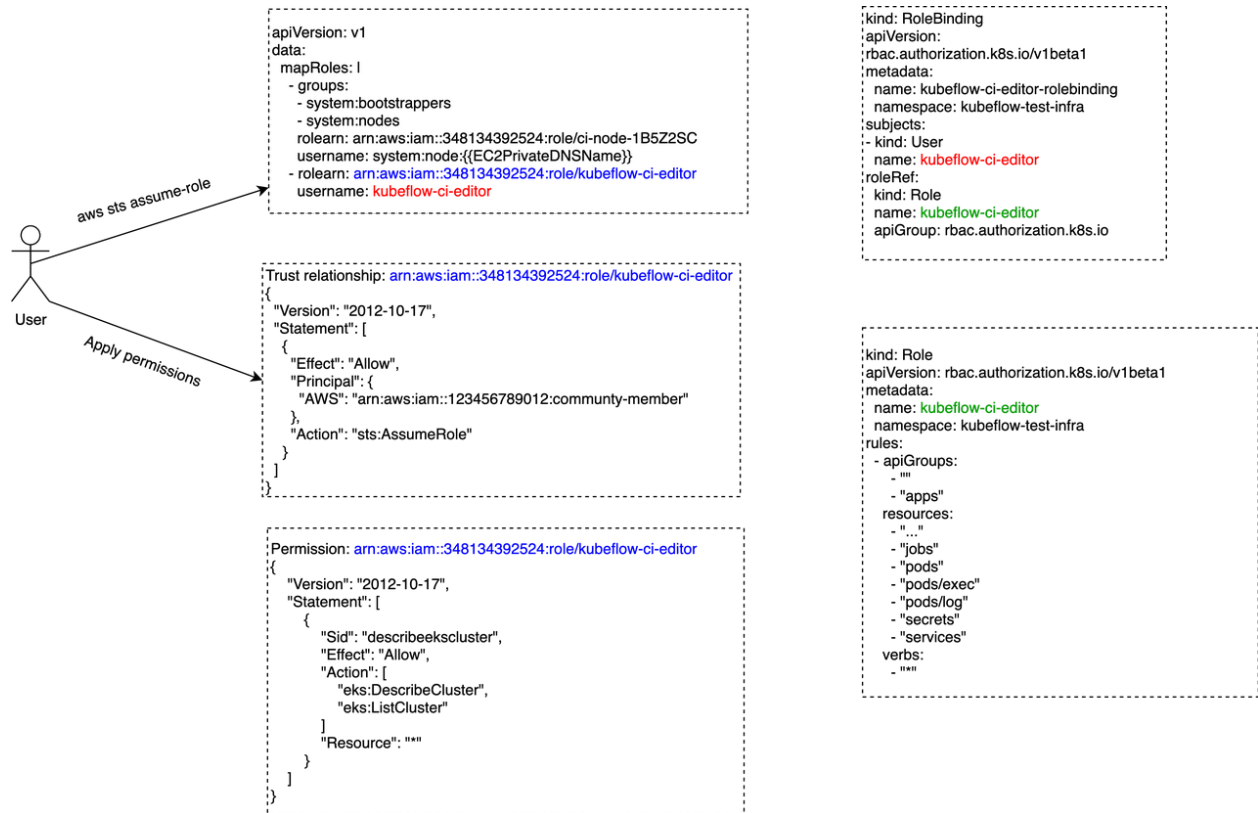 aws sts assume-role
User
Apply permissions
apiVersion: v1
data:
mapRoles: |
- groups:
- system:bootstrappers
- system:nodes
rolearn: arn:aws:iam::348134392524:role/ci-node-1B5Z2SC
username: system:node:{{EC2PrivateDNSName}}
- rolearn: arn:aws:iam::348134392524:role/kubeflow-ci-editor
username: kubeflow-ci-editor
Trust relationship: arn:aws:iam::348134392524:role/kubeflow-ci-editor
{
"Version": "2012-10-17",
"Statement": [
{
"Effect": "Allow",
"Principal": {
"AWS": "arn:aws:iam::123456789012:communty-member"
},
"Action": "sts:AssumeRole"
}
]
}
Permission: arn:aws:iam::348134392524:role/kubeflow-ci-editor
{
"Version": "2012-10-17",
"Statement": [
{
"Sid": "describeekscluster",
"Effect": "Allow",
"Action": [
"eks:DescribeCluster",
"eks:ListCluster"
]
"Resource": "*"
}
]
}
kind: RoleBinding
apiVersion:
rbac.authorization.k8s.io/v1beta1
metadata:
name: kubeflow-ci-editor-rolebinding
namespace: kubeflow-test-infra
subjects:
- kind: User
name: kubeflow-ci-editor
roleRef:
kind: Role
name: kubeflow-ci-editor
apiGroup: rbac.authorization.k8s.io
kind: Role
apiVersion: rbac.authorization.k8s.io/v1beta1
metadata:
name: kubeflow-ci-editor
namespace: kubeflow-test-infra
rules:
- apiGroups:
- ""
- "apps"
resources:
- "..."
- "jobs"
- "pods"
- "pods/exec"
- "pods/log"
- "secrets"
- "services"
verbs:
- "*"